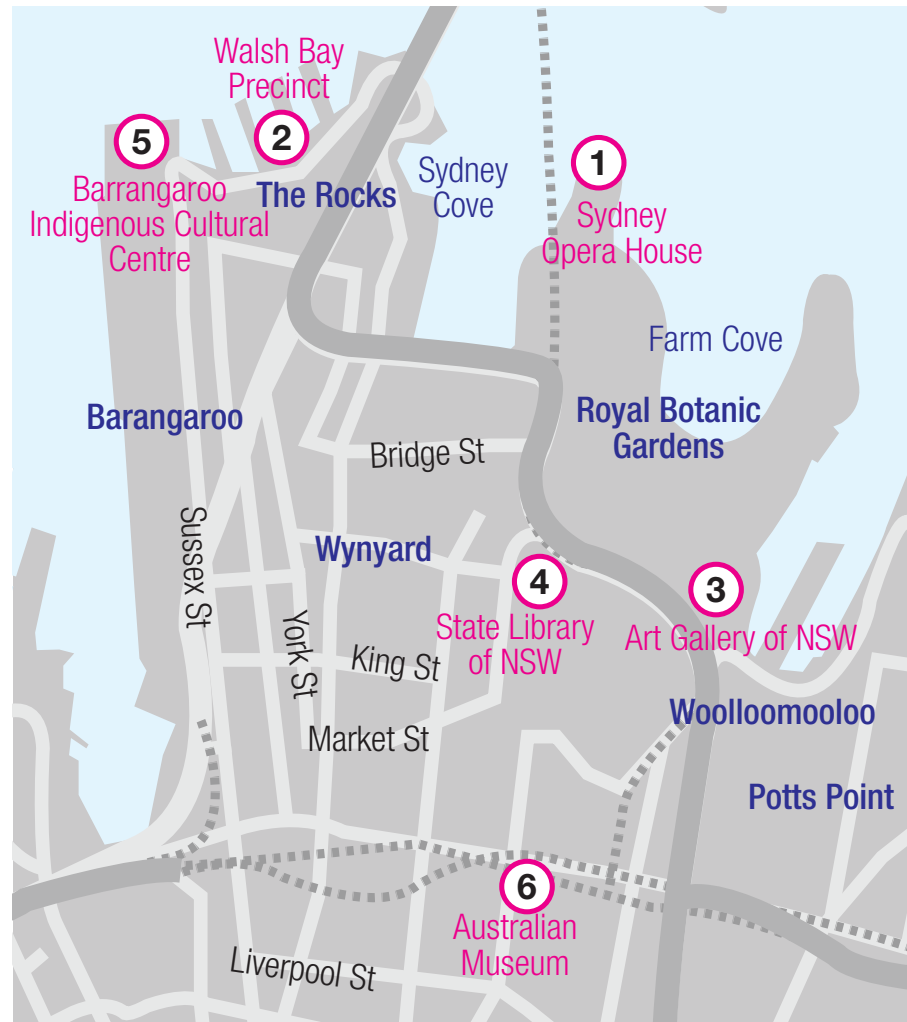 Walsh Bay
Precinct
5
2
1
Barrangaroo
Indigenous Cultural
Centre
The Rocks
Sydney
Cove
Sydney
Opera House
Farm Cove
Barangaroo
Royal Botanic
Gardens
Bridge St
Sussex St
Wynyard
4
3
State Library
of NSW
Art Gallery of NSW
York St
King St
Market St
Woolloomooloo
Potts Point
6
Australian
Museum
Liverpool St